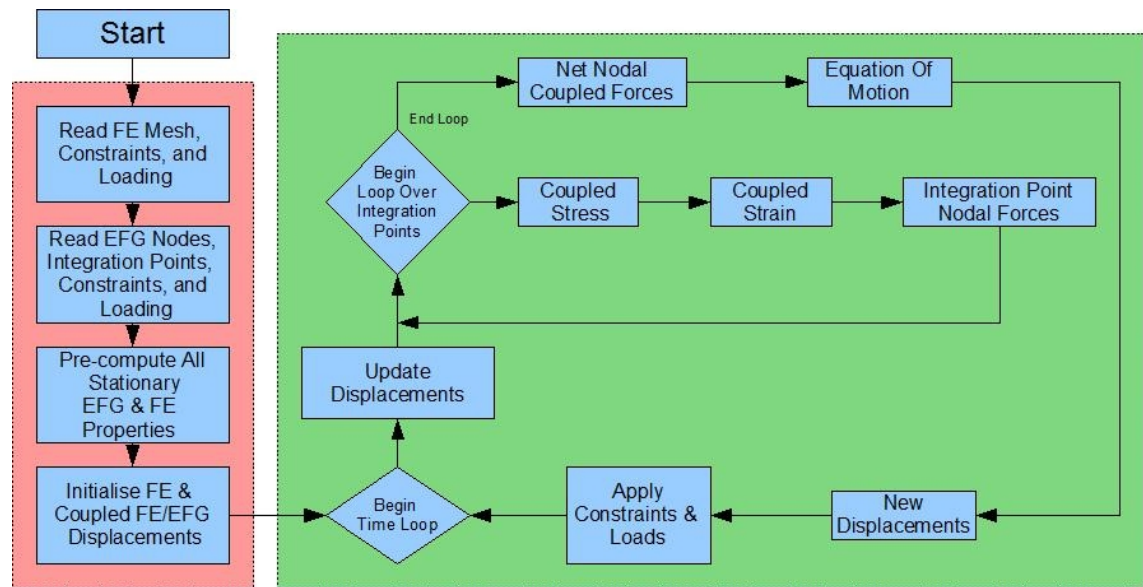 Start
Read FE Mesh,
Constraints, and
Loading
Read EFG Nodes,
Integration Points,
Constraints, and
Loading
Pre-compute All
Stationary
EFG & FE
Properties
Initialise FE &
Coupled FE/EFG
Displacements
Begin
Time Loop
Update
Displacements
Begin
Loop Over
Integration
Points
End Loop
Net Nodal
Coupled Forces
Equation Of
Motion
Coupled
Stress
Coupled
Strain
Integration Point
Nodal Forces
New
Displacements
Apply
Constraints &
Loads